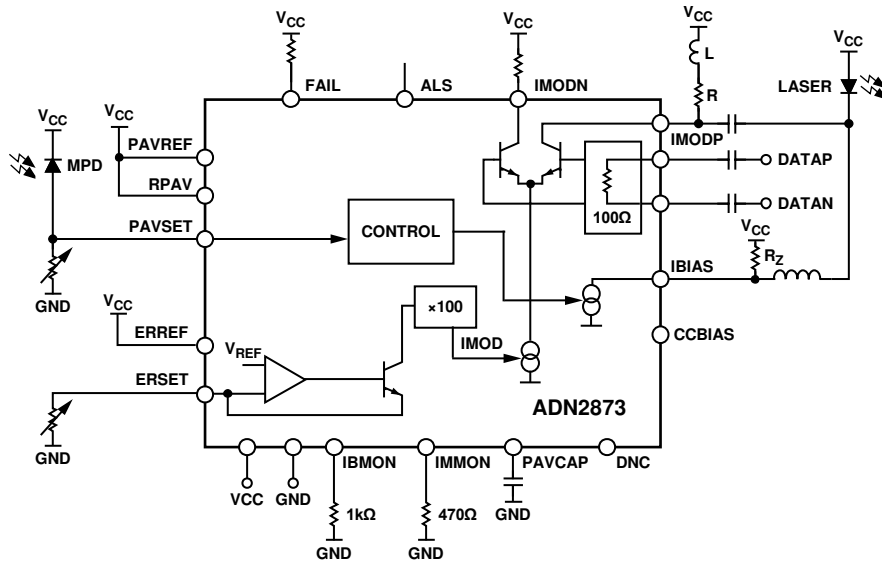 VCC
VCC
VCC
L
VCC
FAIL
ALS
IMODN
R
LASER
VCC
VCC
PAVREF
MPD
IMODP
DATAP
RPAV
100Ω
DATAN
PAVSET
CONTROL
VCC
RZ
GND
IBIAS
VCC
×100
ERREF
VREF
IMOD
CCBIAS
ERSET
ADN2873
GND
IBMON
IMMON
PAVCAP
DNC
VCC
GND
1kΩ
470Ω
GND
GND
GND